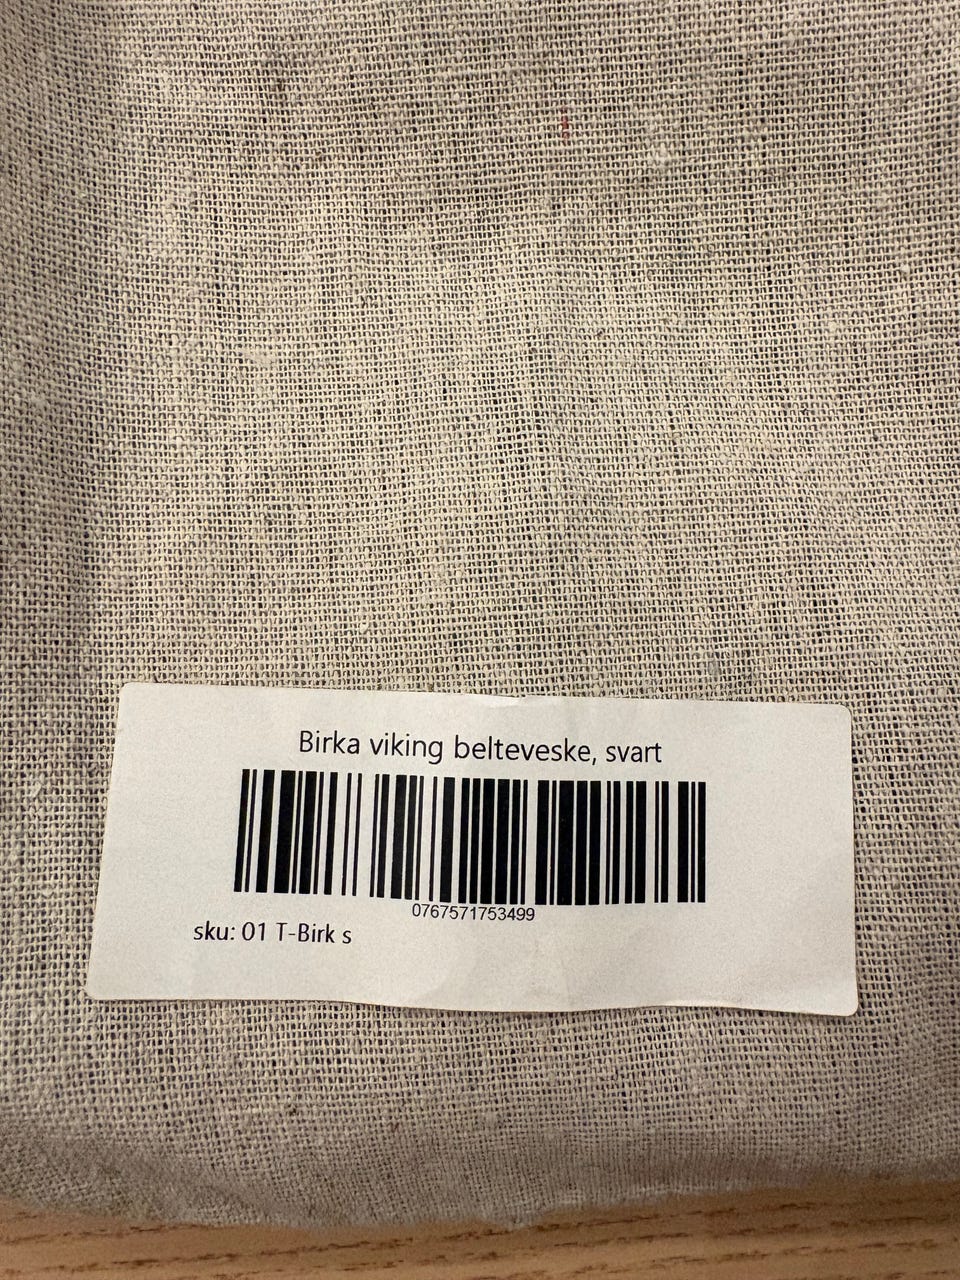 Birka viking belteveske, svart
0767571753499
sku: 01 T-Birk s